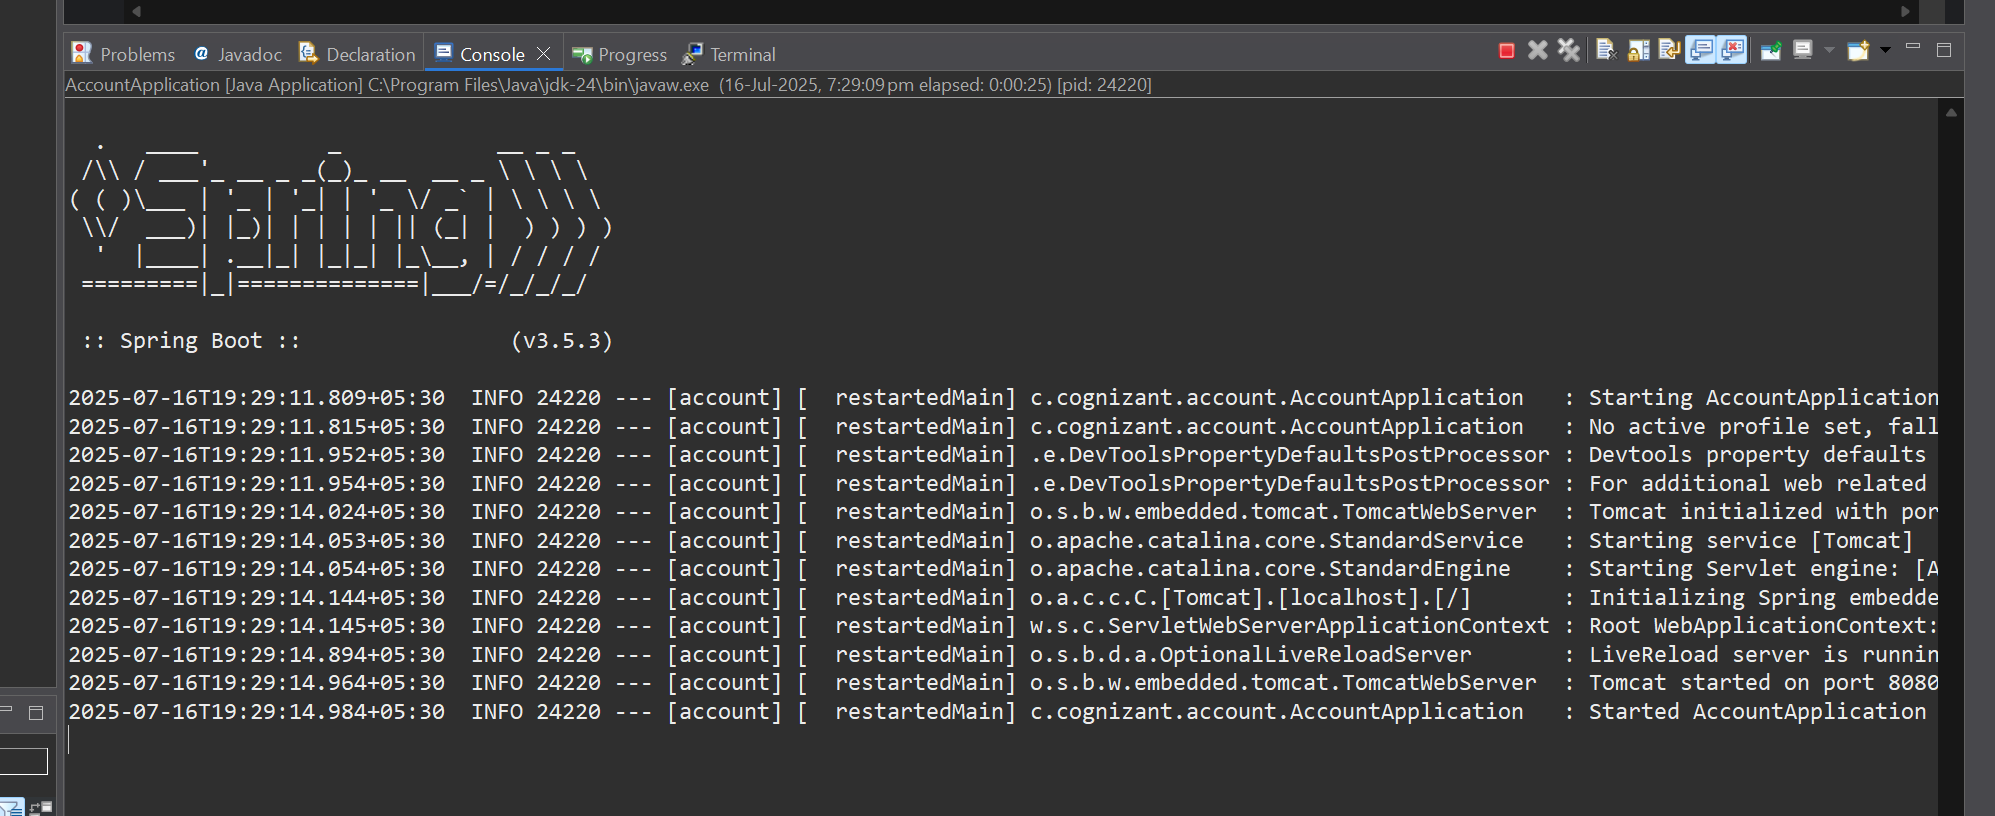 Problems Javadoc Declaration Console Progress Terminal
AccountApplication [Java Application] C:\Program Files\Java\jdk-24\bin\javaw.exe (16-Jul-2025, 7:29:09 pm elapsed: 0:00:25) [pid: 24220]
  .   ____          _            __ _ _
 /\\ / ___'_ __ _ _(_)_ __  __ _ \ \ \ \
( ( )\___ | '_ | '_| | '_ \/ _` | \ \ \ \
 \\/  ___)| |_)| | | | | || (_| |  ) ) ) )
  '  |____| .__|_| |_|_| |_\__, | / / / /
 =========|_|==============|___/=/_/_/_/
 :: Spring Boot ::                (v3.5.3)
2025-07-16T19:29:11.809+05:30  INFO 24220 --- [account] [  restartedMain] c.cognizant.account.AccountApplication   : Starting AccountApplication
2025-07-16T19:29:11.815+05:30  INFO 24220 --- [account] [  restartedMain] c.cognizant.account.AccountApplication   : No active profile set, fall
2025-07-16T19:29:11.952+05:30  INFO 24220 --- [account] [  restartedMain] .e.DevToolsPropertyDefaultsPostProcessor : Devtools property defaults
2025-07-16T19:29:11.954+05:30  INFO 24220 --- [account] [  restartedMain] .e.DevToolsPropertyDefaultsPostProcessor : For additional web related
2025-07-16T19:29:14.024+05:30  INFO 24220 --- [account] [  restartedMain] o.s.b.w.embedded.tomcat.TomcatWebServer  : Tomcat initialized with por
2025-07-16T19:29:14.053+05:30  INFO 24220 --- [account] [  restartedMain] o.apache.catalina.core.StandardService   : Starting service [Tomcat]
2025-07-16T19:29:14.054+05:30  INFO 24220 --- [account] [  restartedMain] o.apache.catalina.core.StandardEngine    : Starting Servlet engine: [A
2025-07-16T19:29:14.144+05:30  INFO 24220 --- [account] [  restartedMain] o.a.c.c.C.[Tomcat].[localhost].[/]       : Initializing Spring embedde
2025-07-16T19:29:14.145+05:30  INFO 24220 --- [account] [  restartedMain] w.s.c.ServletWebServerApplicationContext : Root WebApplicationContext:
2025-07-16T19:29:14.894+05:30  INFO 24220 --- [account] [  restartedMain] o.s.b.d.a.OptionalLiveReloadServer       : LiveReload server is runnin
2025-07-16T19:29:14.964+05:30  INFO 24220 --- [account] [  restartedMain] o.s.b.w.embedded.tomcat.TomcatWebServer  : Tomcat started on port 8080
2025-07-16T19:29:14.984+05:30  INFO 24220 --- [account] [  restartedMain] c.cognizant.account.AccountApplication   : Started AccountApplication